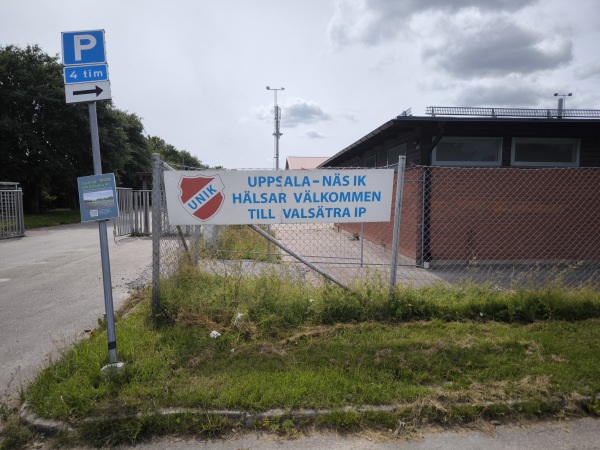 P
4 tim
UNIK
UPPSALA-NÄS IK
HÄLSAR VÄLKOMMEN
TILL VALSÄTRA IP